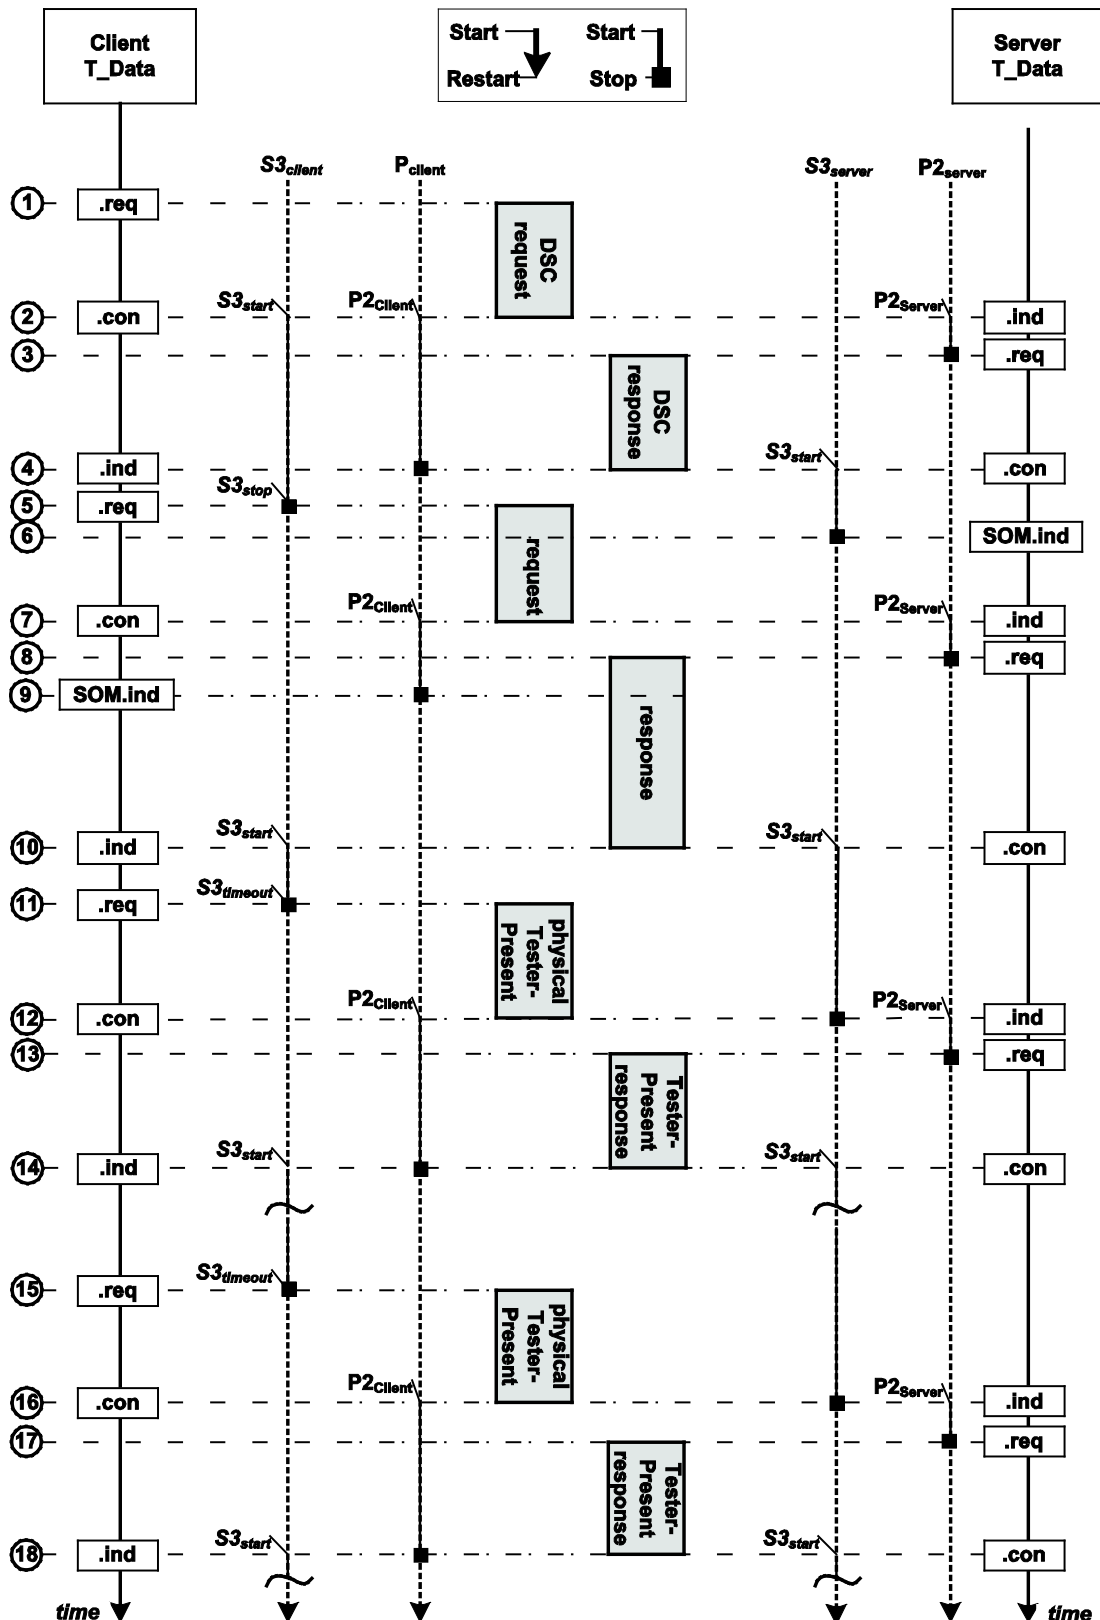 Client
T_Data
Start
Restart
Start
Stop
Server
T_Data
S3client
Pclient
S3server
P2server
1
.req
DSC
request
2
.con
S3start
P2Client
P2Server
.ind
3
.req
DSC
response
4
.ind
S3start
.con
5
.req
S3stop
request
6
SOM.ind
7
.con
P2Client
P2Server
.ind
8
.req
9
SOM.ind
response
10
.ind
S3start
S3start
.con
11
.req
S3timeout
physical
Tester-
Present
12
.con
P2Client
P2Server
.ind
13
.req
Tester-
Present
response
14
.ind
S3start
S3start
.con
15
.req
S3timeout
physical
Tester-
Present
16
.con
P2Client
P2Server
.ind
17
.req
Tester-
Present
response
18
.ind
S3start
S3start
.con
time
time